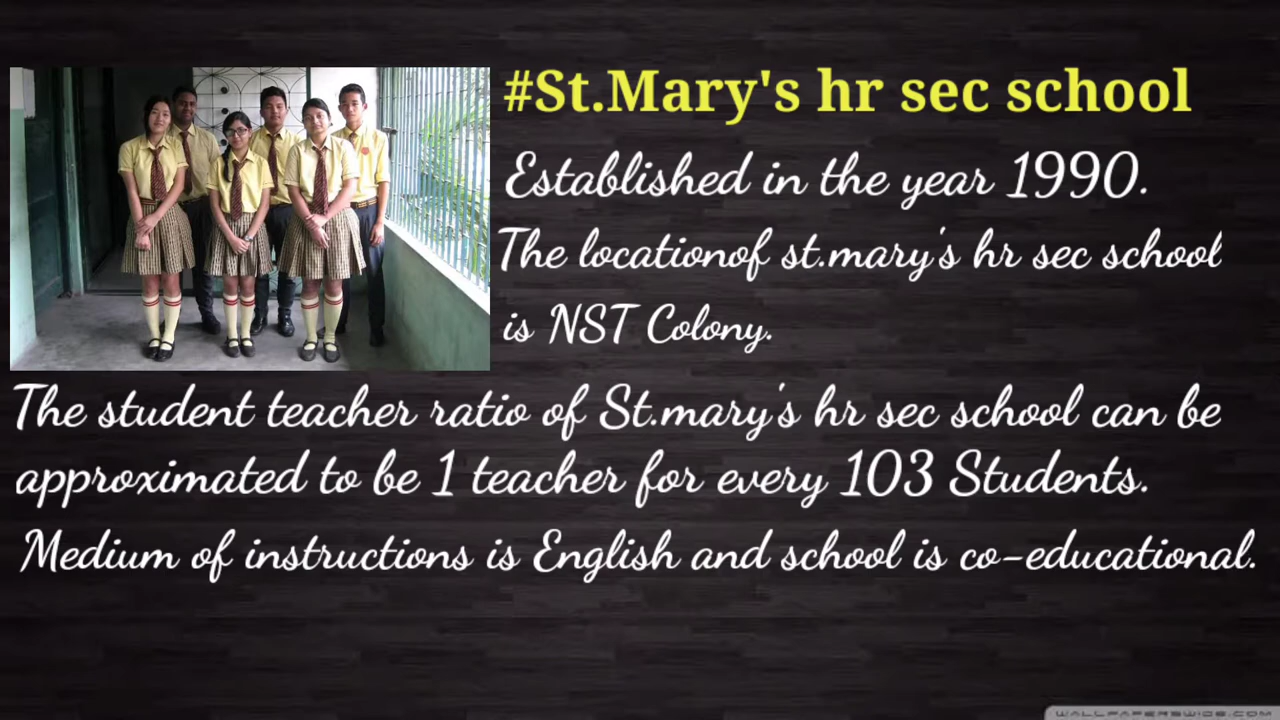 #St.Mary's hr sec school
Established in the year 1990.
The locationof st.mary's hr sec school
is NST Colony.
The student teacher ratio of St.mary's hr sec school can be
approximated to be 1 teacher for every 103 Students.
Medium of instructions is English and school is co-educational.
WALLPAPERSWIDE.COM